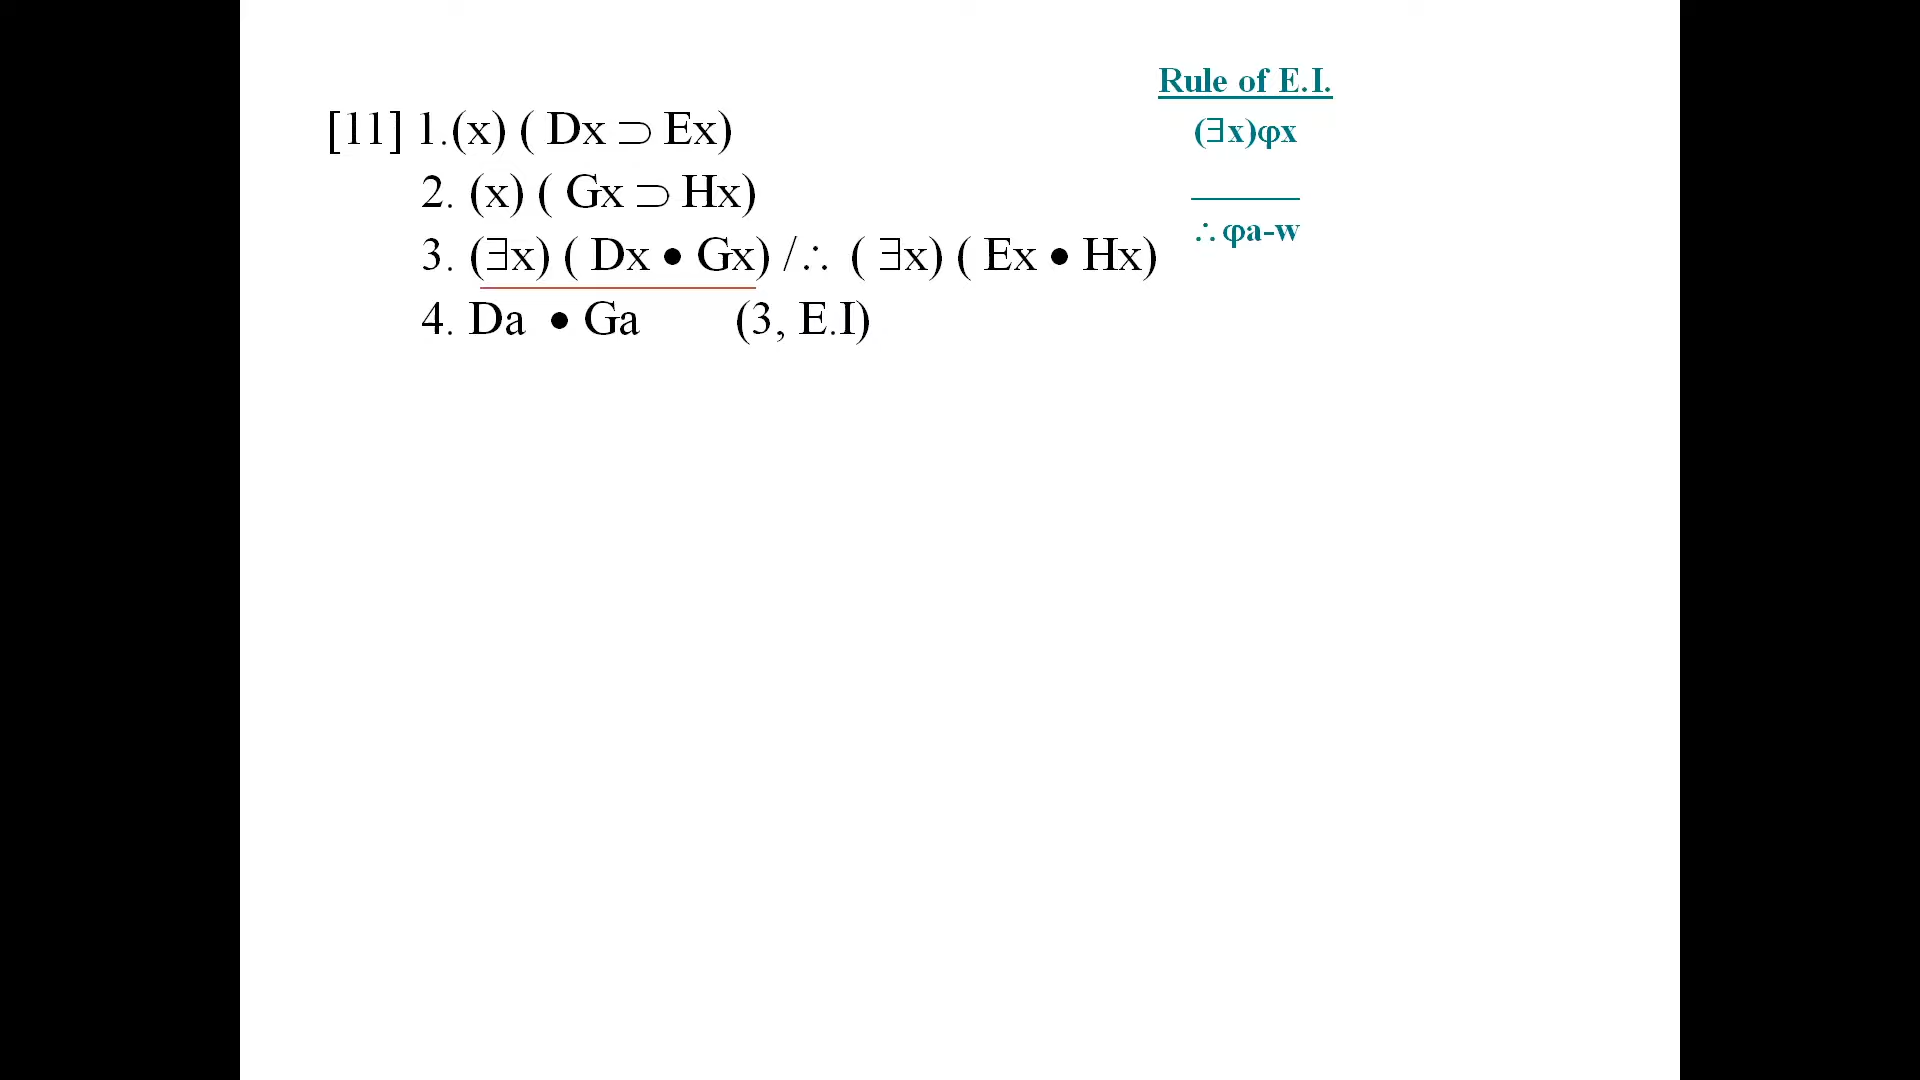 Rule of E.I.
(∃x)φx
∴φa-w
[11] 1.(x) ( Dx ⊃ Ex)
2. (x) ( Gx ⊃ Hx)
3. (∃x) ( Dx ● Gx) /∴ ( ∃x) ( Ex ● Hx)
4. Da ● Ga (3, E.I)